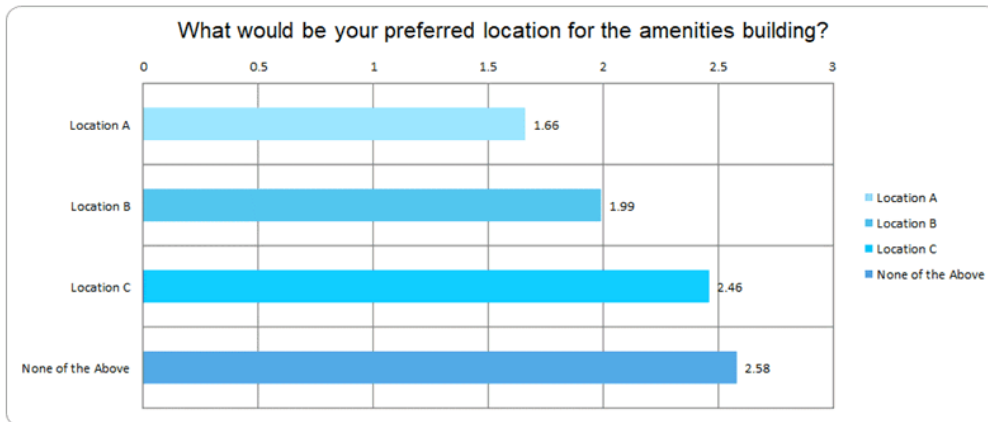 What would be your preferred location for the amenities building?
0 0.5 1 1.5 2 2.5 3
Location A 1.66
Location B 1.99
Location C 2.46
None of the Above 2.58
Location A
Location B
Location C
None of the Above